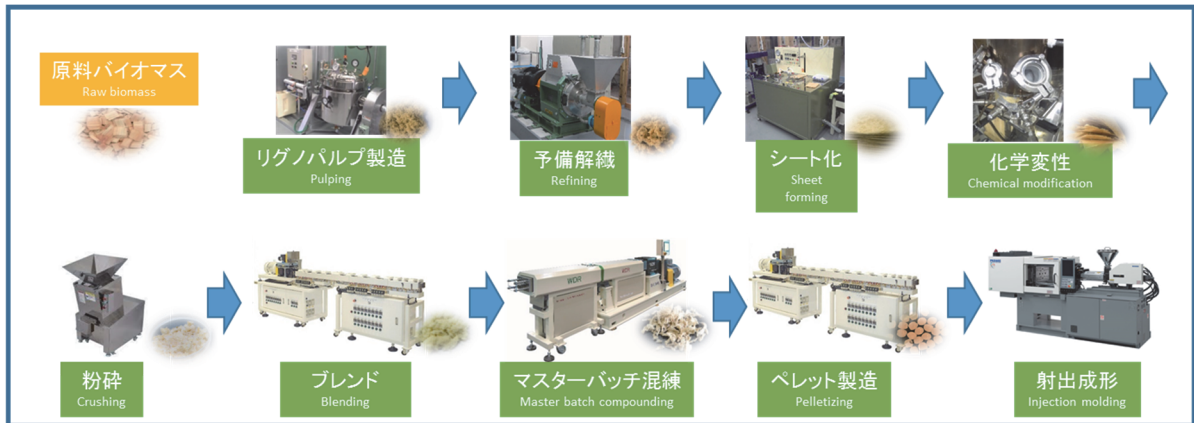 原料バイオマス
Raw biomass
リグノパルプ製造
Pulping
予備解繊
Refining
シート化
Sheet
forming
化学変性
Chemical modification
粉砕
Crushing
ブレンド
Blending
WDR
マスターバッチ混練
Master batch compounding
ペレット製造
Pelletizing
射出成形
Injection molding